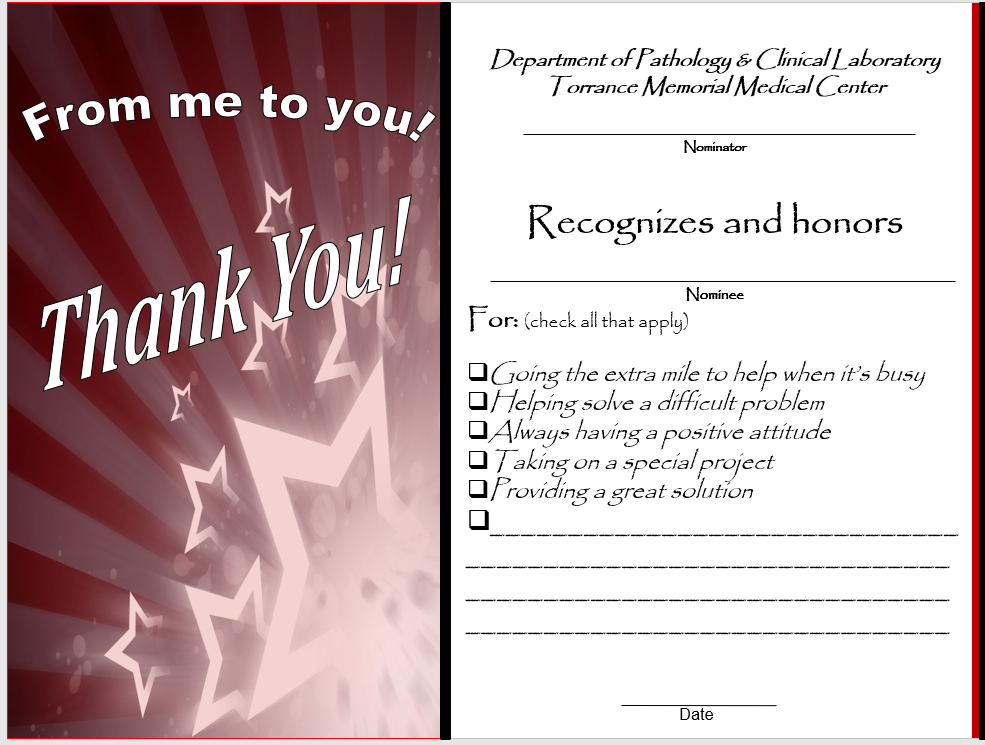 From me to you!
Thank You!
Department of Pathology & Clinical Laboratory
Torrance Memorial Medical Center
Nominator
Recognizes and honors
Nominee
For: (check all that apply)
❑Going the extra mile to help when it's busy
❑Helping solve a difficult problem
❑Always having a positive attitude
❑Taking on a special project
❑Providing a great solution
Date